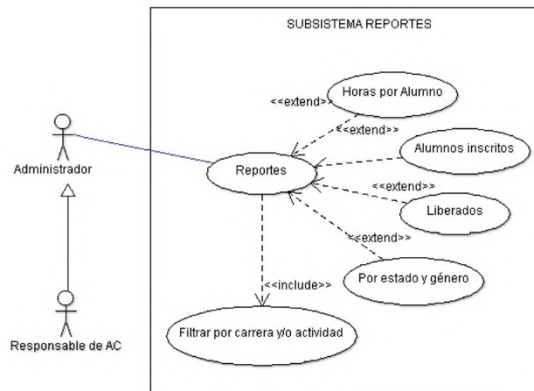 SUBSISTEMA REPORTES
Horas por Alumno
<<extend>>
<<extend>>
Alumnos inscritos
Administrador
Reportes
<<extend>>
Liberados
<<extend>>
Por estado y género
<<include>>
Filtrar por carrera y/o actividad
Responsable de AC